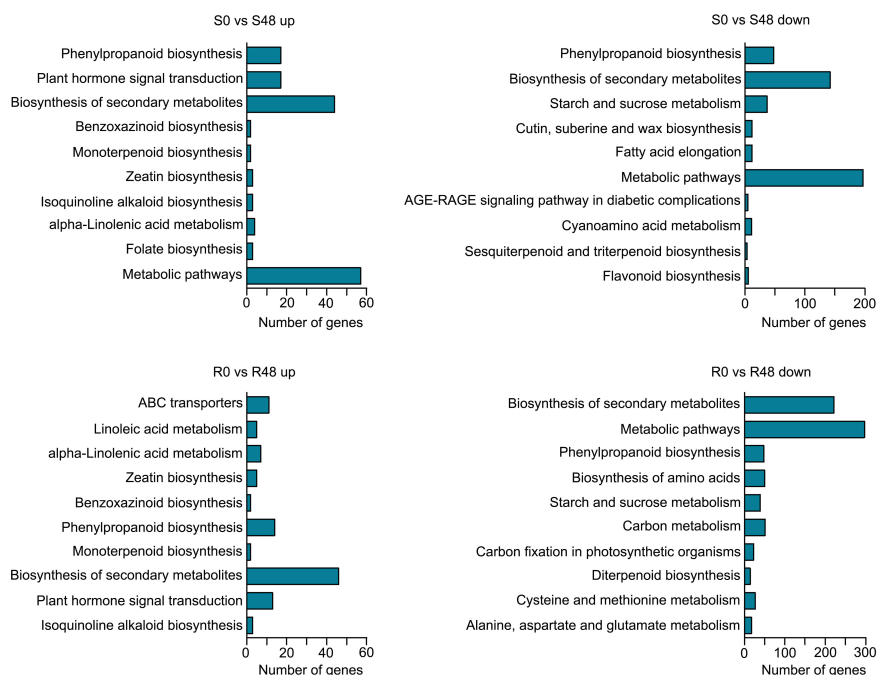 S0 vs S48 up
Phenylpropanoid biosynthesis
Plant hormone signal transduction
Biosynthesis of secondary metabolites
Benzoxazinoid biosynthesis
Monoterpenoid biosynthesis
Zeatin biosynthesis
Isoquinoline alkaloid biosynthesis
alpha-Linolenic acid metabolism
Folate biosynthesis
Metabolic pathways
0 20 40 60
Number of genes
S0 vs S48 down
Phenylpropanoid biosynthesis
Biosynthesis of secondary metabolites
Starch and sucrose metabolism
Cutin, suberine and wax biosynthesis
Fatty acid elongation
Metabolic pathways
AGE-RAGE signaling pathway in diabetic complications
Cyanoamino acid metabolism
Sesquiterpenoid and triterpenoid biosynthesis
Flavonoid biosynthesis
0 100 200
Number of genes
R0 vs R48 up
ABC transporters
Linoleic acid metabolism
alpha-Linolenic acid metabolism
Zeatin biosynthesis
Benzoxazinoid biosynthesis
Phenylpropanoid biosynthesis
Monoterpenoid biosynthesis
Biosynthesis of secondary metabolites
Plant hormone signal transduction
Isoquinoline alkaloid biosynthesis
0 20 40 60
Number of genes
R0 vs R48 down
Biosynthesis of secondary metabolites
Metabolic pathways
Phenylpropanoid biosynthesis
Biosynthesis of amino acids
Starch and sucrose metabolism
Carbon metabolism
Carbon fixation in photosynthetic organisms
Diterpenoid biosynthesis
Cysteine and methionine metabolism
Alanine, aspartate and glutamate metabolism
0 100 200 300
Number of genes